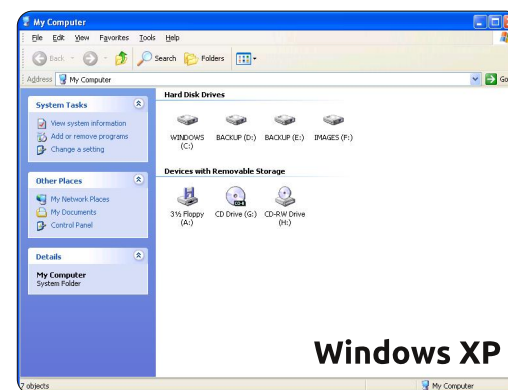 My Computer
File Edit View Favorites Tools Help
Back Search Folders
Address My Computer Go
System Tasks
View system information
Add or remove programs
Change a setting
Other Places
My Network Places
My Documents
Control Panel
Details
My Computer
System Folder
Hard Disk Drives
WINDOWS (C:) BACKUP (D:) BACKUP (E:) IMAGES (F:)
Devices with Removable Storage
3½ Floppy (A:) CD Drive (G:) CD-RW Drive (H:)
Windows XP
7 objects My Computer